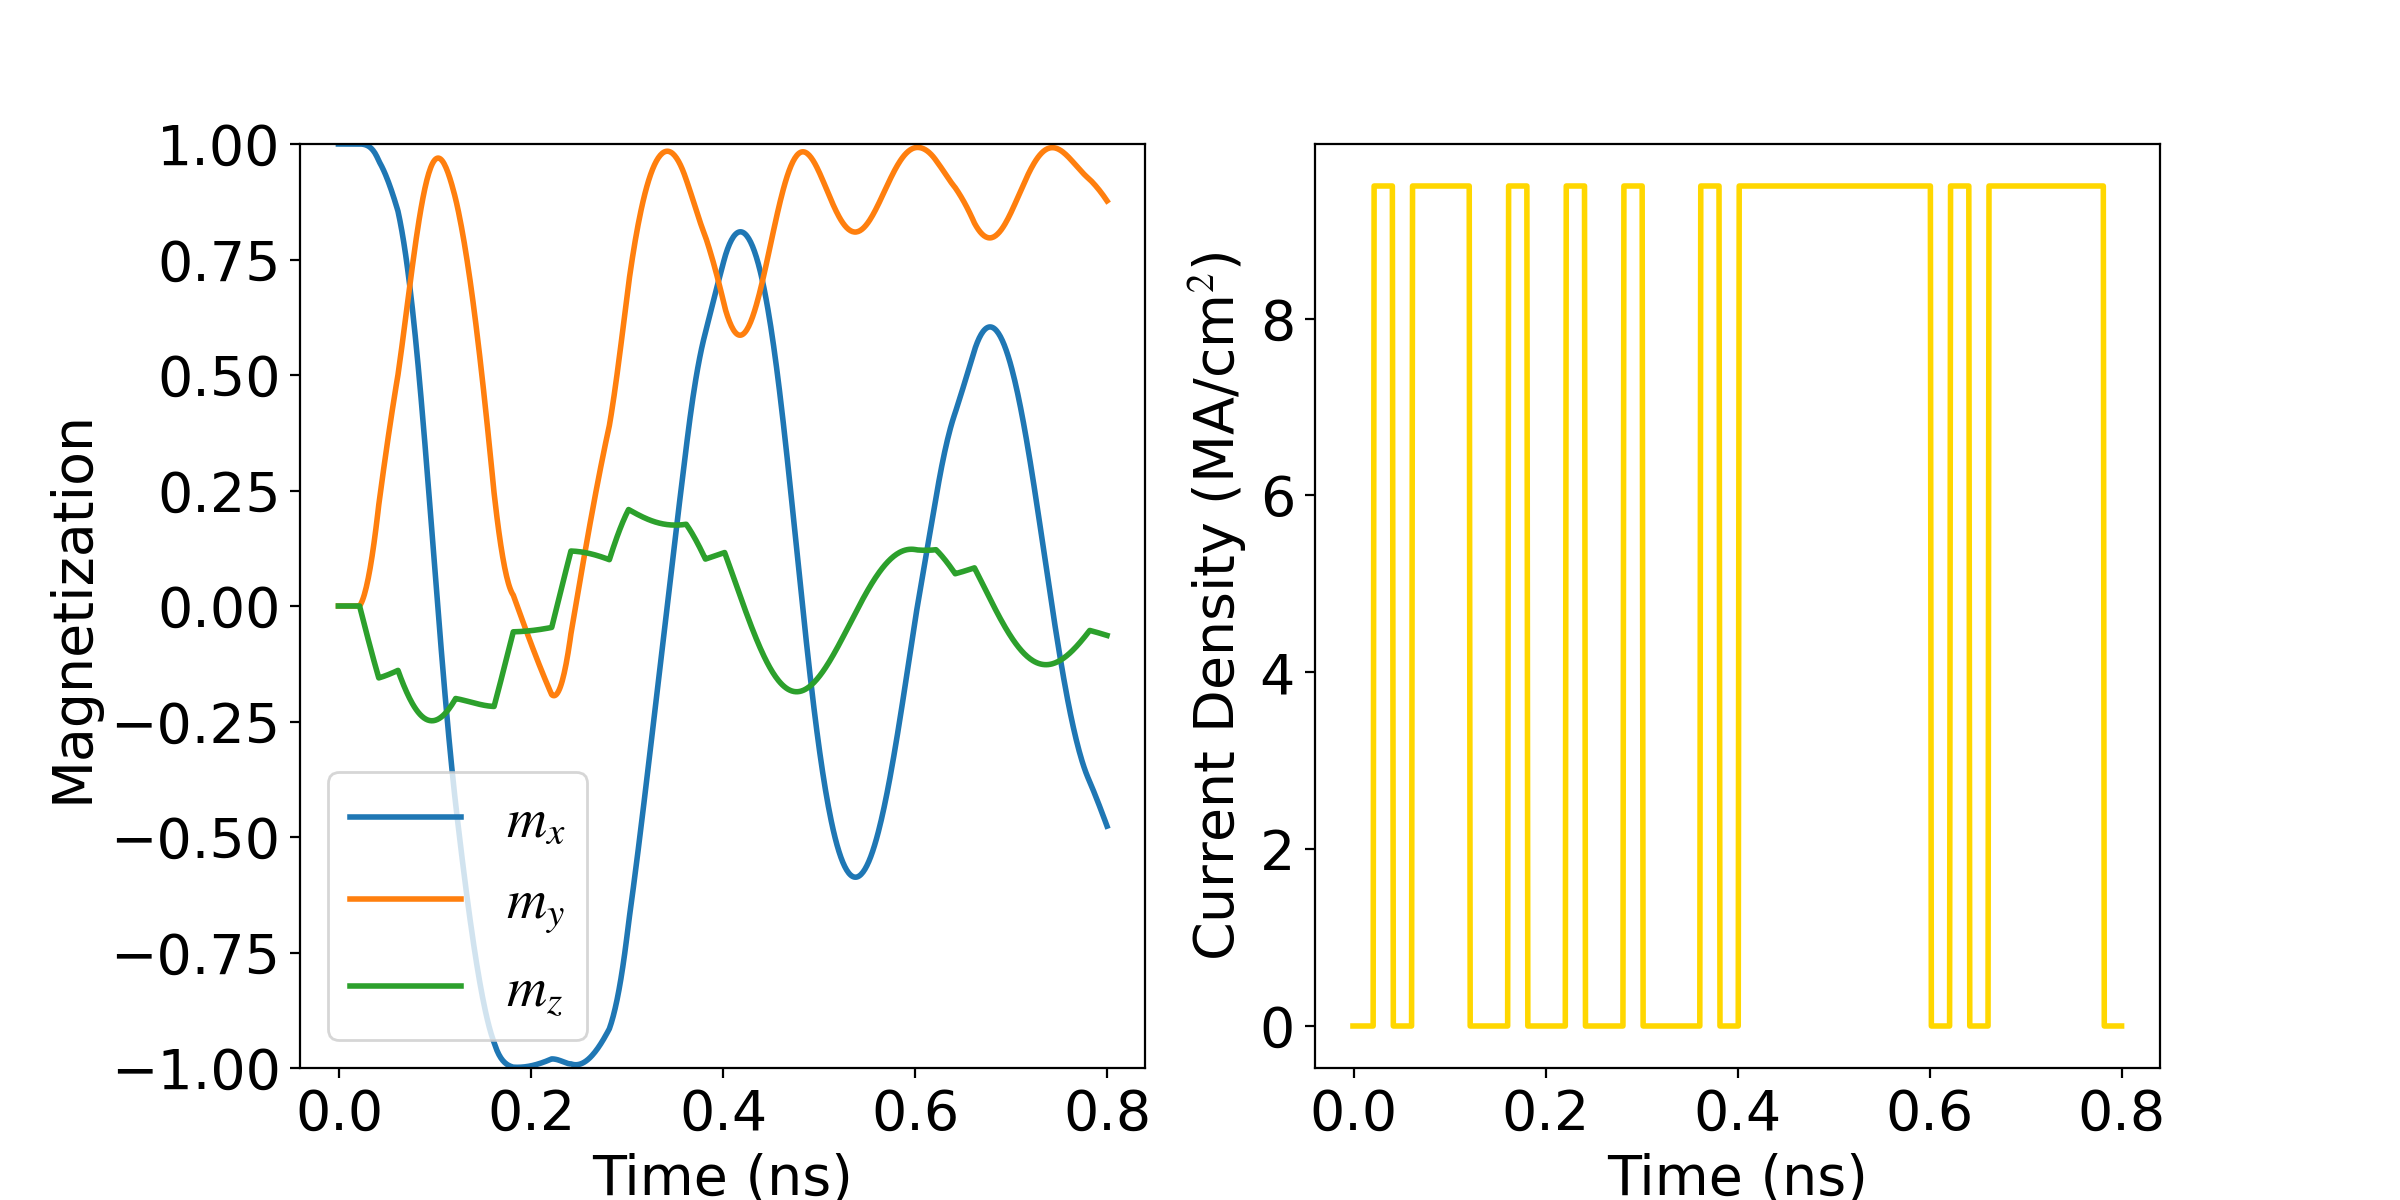 Magnetization
1.00
0.75
0.50
0.25
0.00
−0.25
−0.50
−0.75
−1.00
m_x
m_y
m_z
0.0 0.2 0.4 0.6 0.8
Time (ns)
Current Density (MA/cm²)
8
6
4
2
0
0.0 0.2 0.4 0.6 0.8
Time (ns)